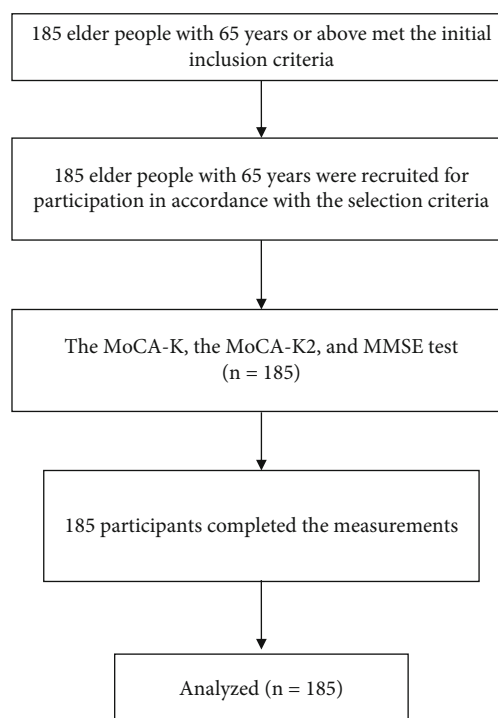 185 elder people with 65 years or above met the initial
inclusion criteria
185 elder people with 65 years were recruited for
participation in accordance with the selection criteria
The MoCA-K, the MoCA-K2, and MMSE test
(n = 185)
185 participants completed the measurements
Analyzed (n = 185)